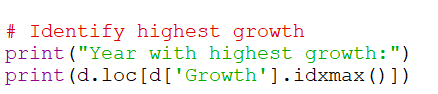 # Identify highest growth
print("Year with highest growth:")
print(d.loc[d['Growth'].idxmax()])